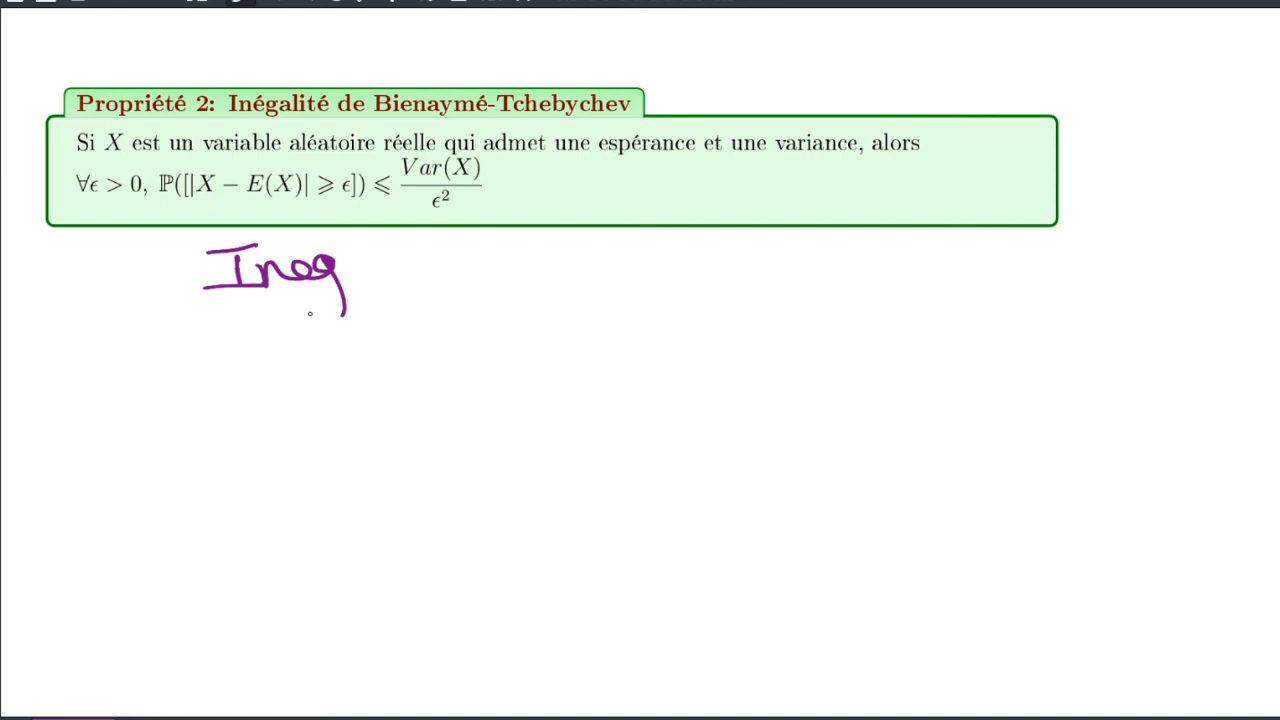 Propriété 2: Inégalité de Bienaymé-Tchebychev
Si X est un variable aléatoire réelle qui admet une espérance et une variance, alors
∀ϵ > 0, ℙ([|X − E(X)| ⩾ ϵ]) ⩽ Var(X)/ϵ²
Ineg